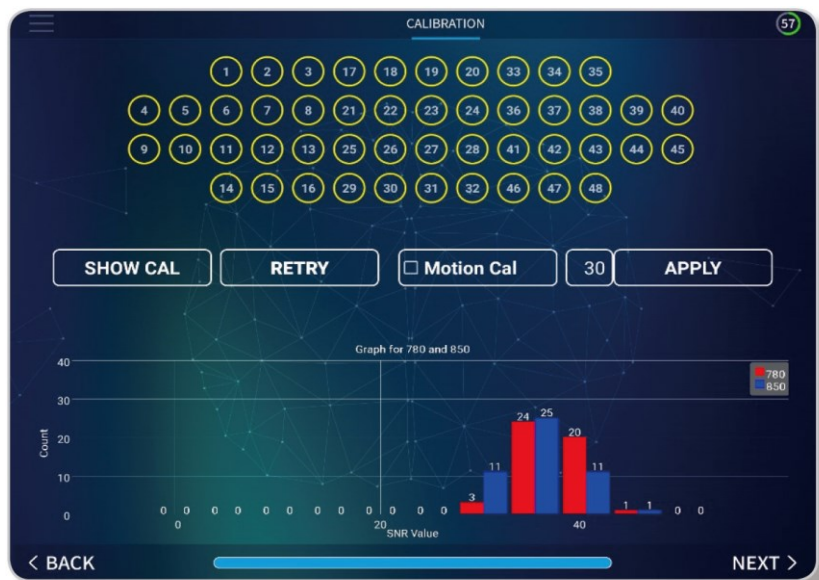 CALIBRATION 57
1 2 3 17 18 19 20 33 34 35
4 5 6 7 8 21 22 23 24 36 37 38 39 40
9 10 11 12 13 25 26 27 28 41 42 43 44 45
14 15 16 29 30 31 32 46 47 48
SHOW CAL RETRY Motion Cal 30 APPLY
Graph for 780 and 850
40
30
20
10
0
Count
780
850
0 0 0 0 0 0 0 0 0 0 0 0 3 11 24 25 20 11 1 1 0 0
0 20 40
SNR Value
< BACK NEXT >